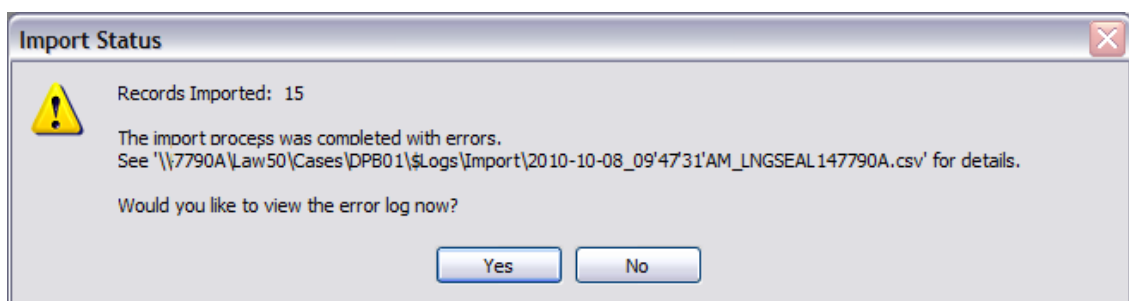 Import Status
Records Imported: 15
The import process was completed with errors.
See '\\7790A\Law50\Cases\DPB01\$Logs\Import\2010-10-08_09'47'31'AM_LNGSEAL147790A.csv' for details.
Would you like to view the error log now?
Yes
No